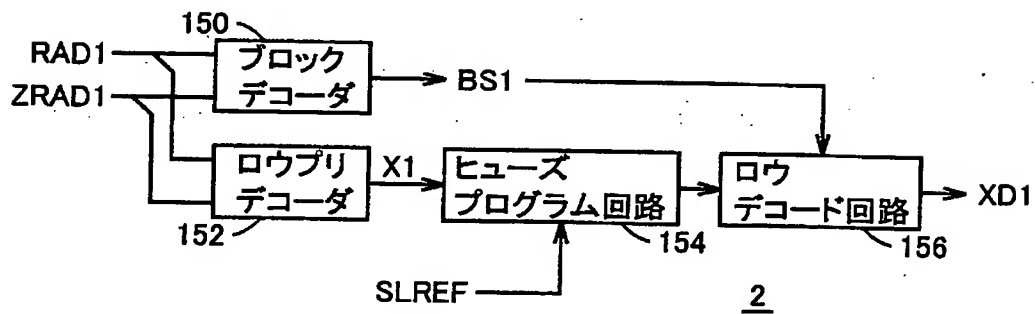 150
RAD1
ZRAD1
ブロック
デコーダ
BS1
ロウプリ
デコーダ
152
X1
ヒューズ
プログラム回路
154
ロウ
デコード回路
156
XD1
SLREF
2